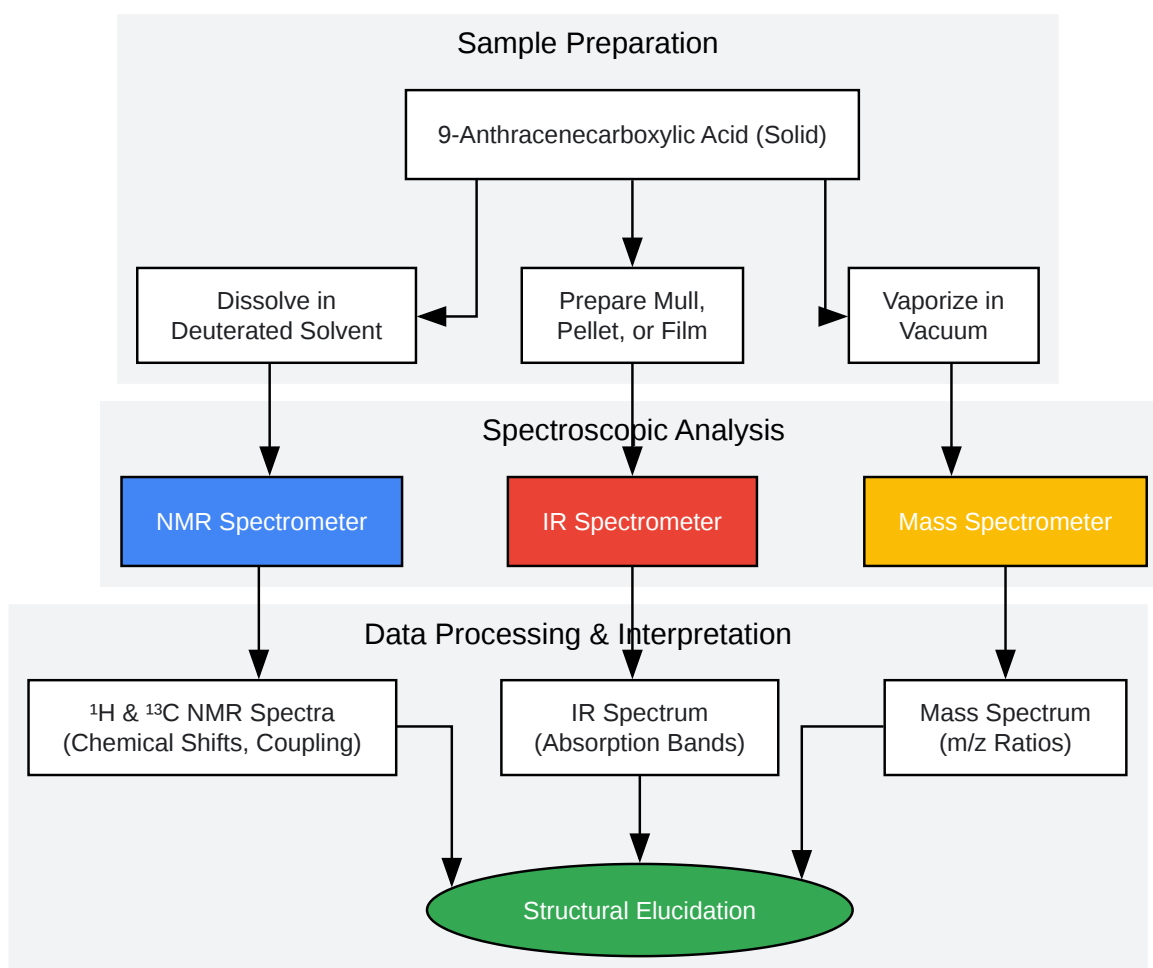 Sample Preparation
9-Anthracenecarboxylic Acid (Solid)
Dissolve in
Deuterated Solvent
Prepare Mull,
Pellet, or Film
Vaporize in
Vacuum
Spectroscopic Analysis
NMR Spectrometer
IR Spectrometer
Mass Spectrometer
Data Processing & Interpretation
¹H & ¹³C NMR Spectra
(Chemical Shifts, Coupling)
IR Spectrum
(Absorption Bands)
Mass Spectrum
(m/z Ratios)
Structural Elucidation